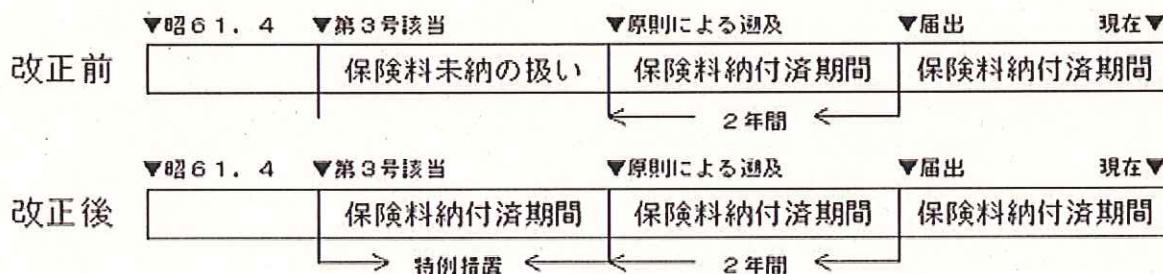 ▼昭61.4 ▼第3号該当 ▼原則による遡及 ▼届出 現在▼
改正前 保険料未納の扱い 保険料納付済期間 保険料納付済期間
2年間
▼昭61.4 ▼第3号該当 ▼原則による遡及 ▼届出 現在▼
改正後 保険料納付済期間 保険料納付済期間 保険料納付済期間
特例措置 2年間